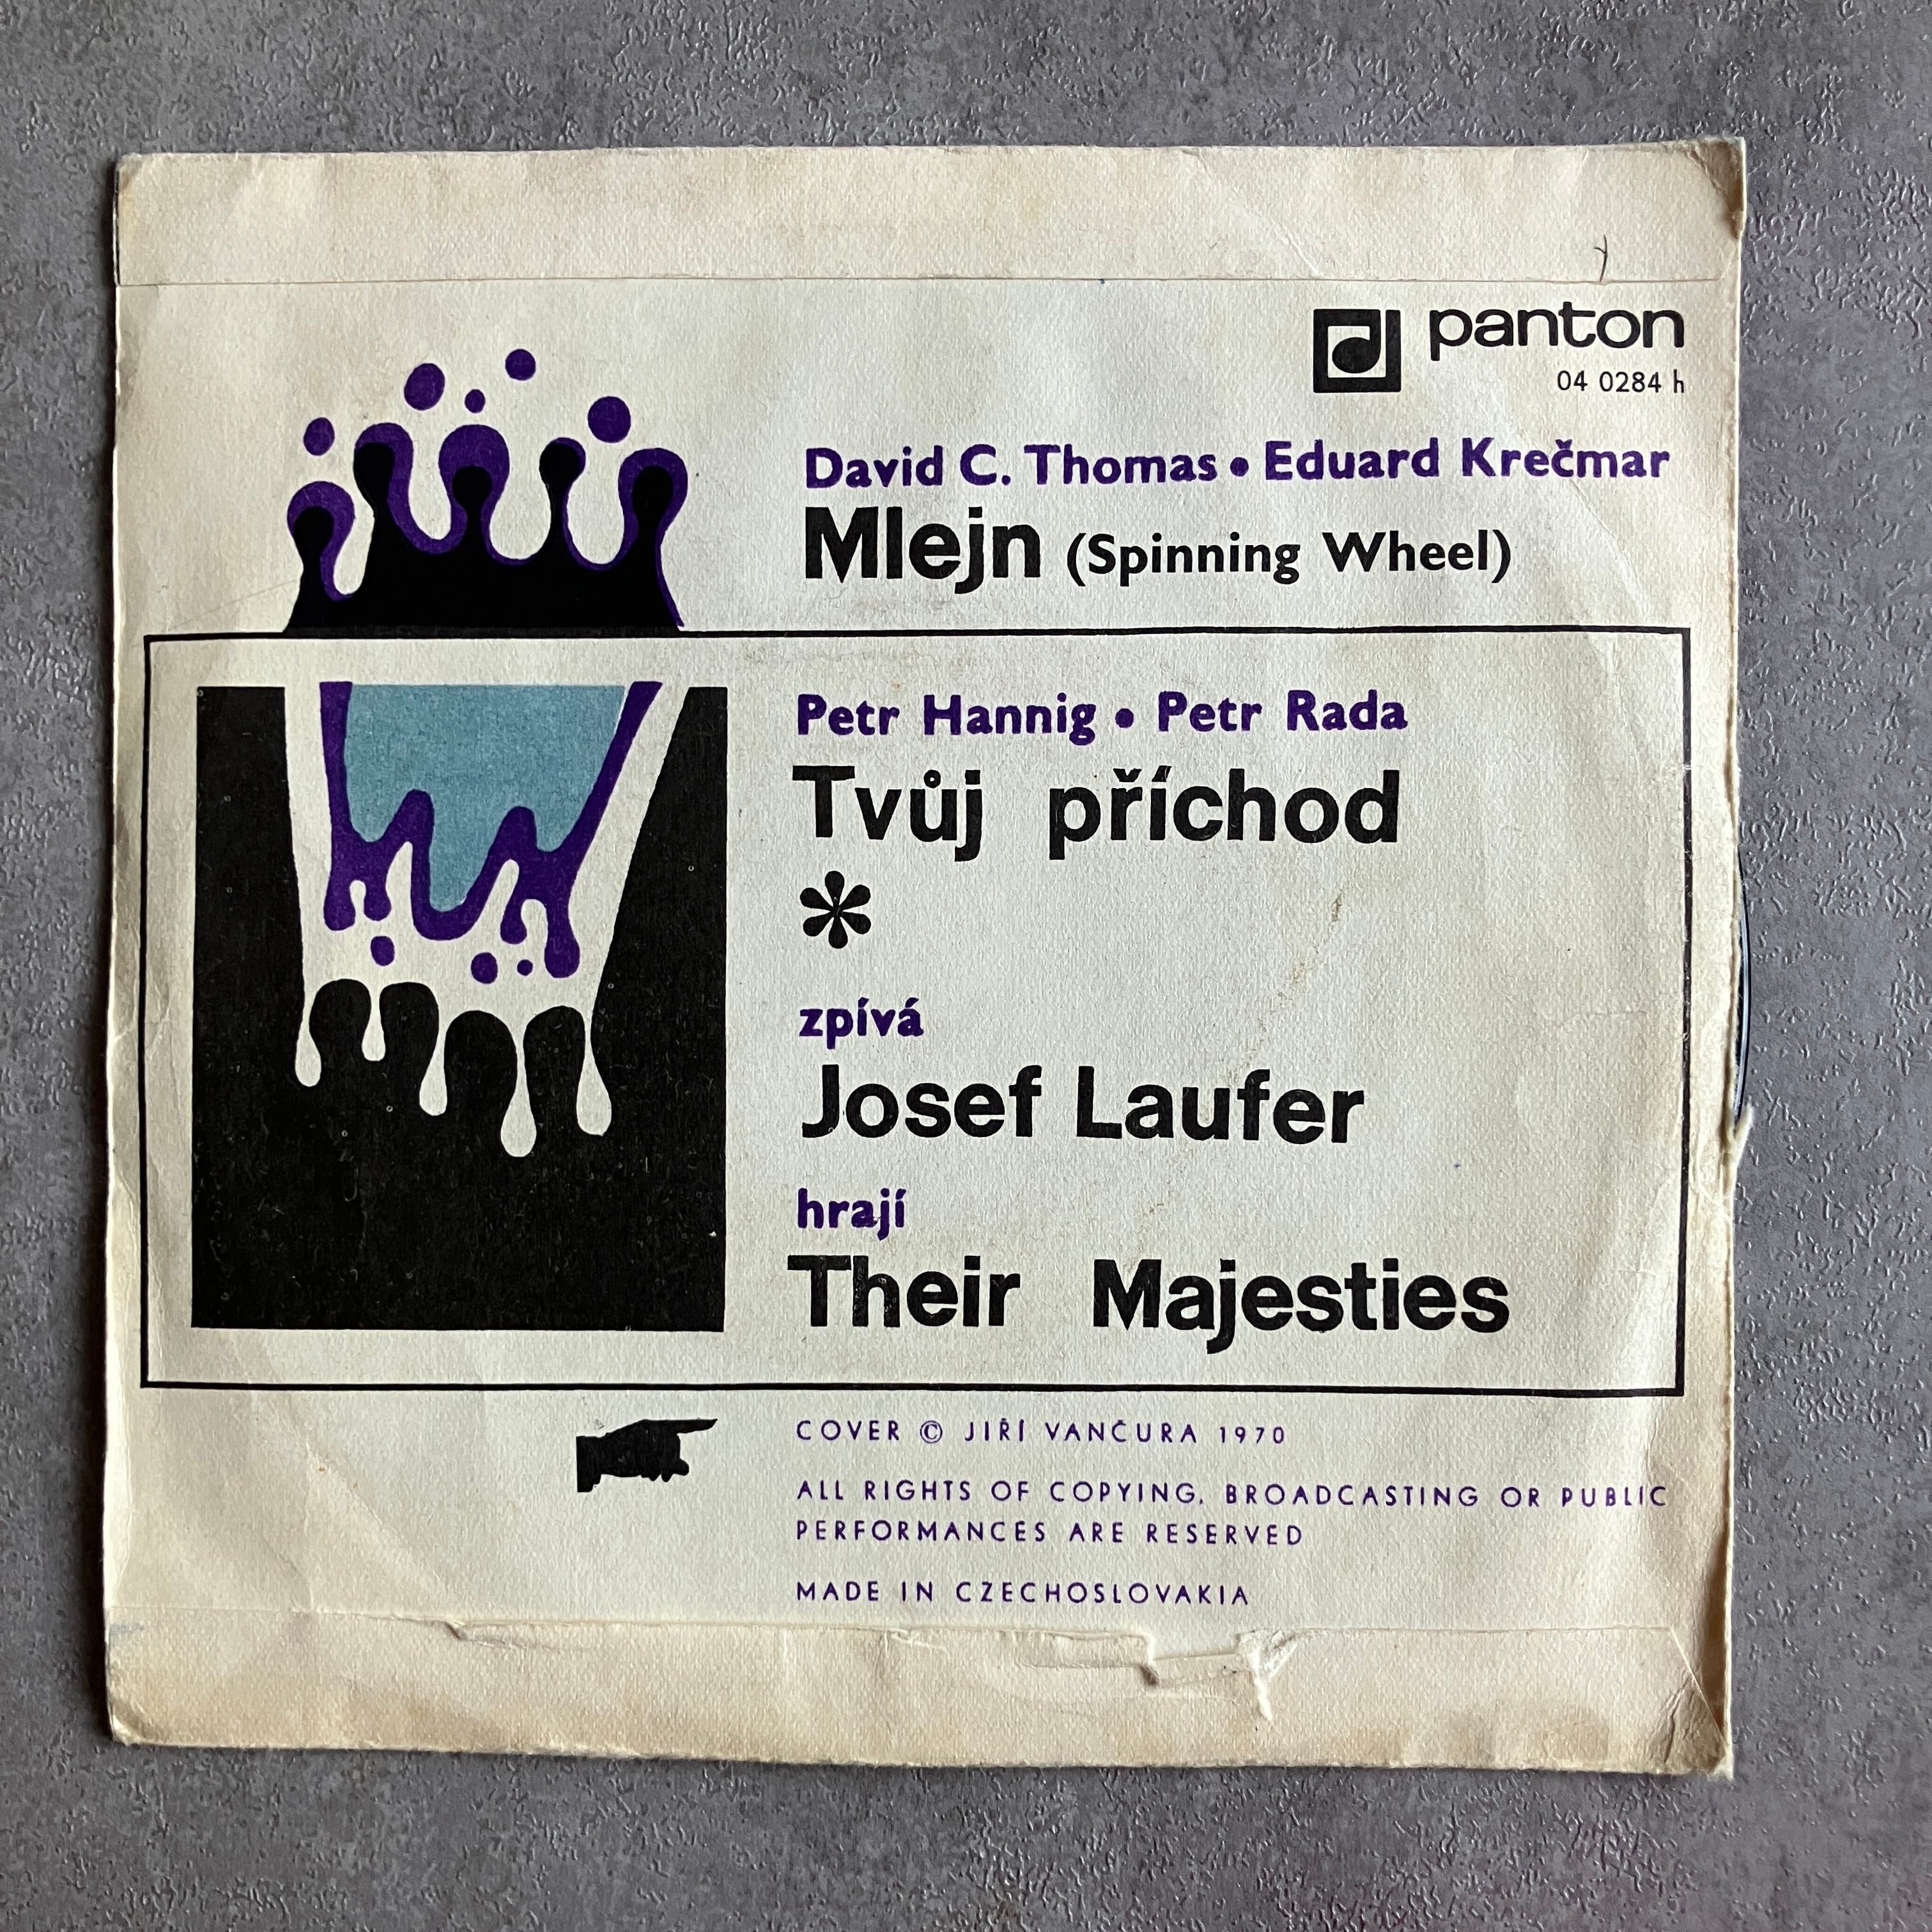 panton
04 0284 h
David C. Thomas • Eduard Krečmar
Mlejn (Spinning Wheel)
Petr Hannig • Petr Rada
Tvůj příchod
*
zpívá
Josef Laufer
hrají
Their Majesties
COVER © JIŘÍ VANČURA 1970
ALL RIGHTS OF COPYING, BROADCASTING OR PUBLIC
PERFORMANCES ARE RESERVED
MADE IN CZECHOSLOVAKIA